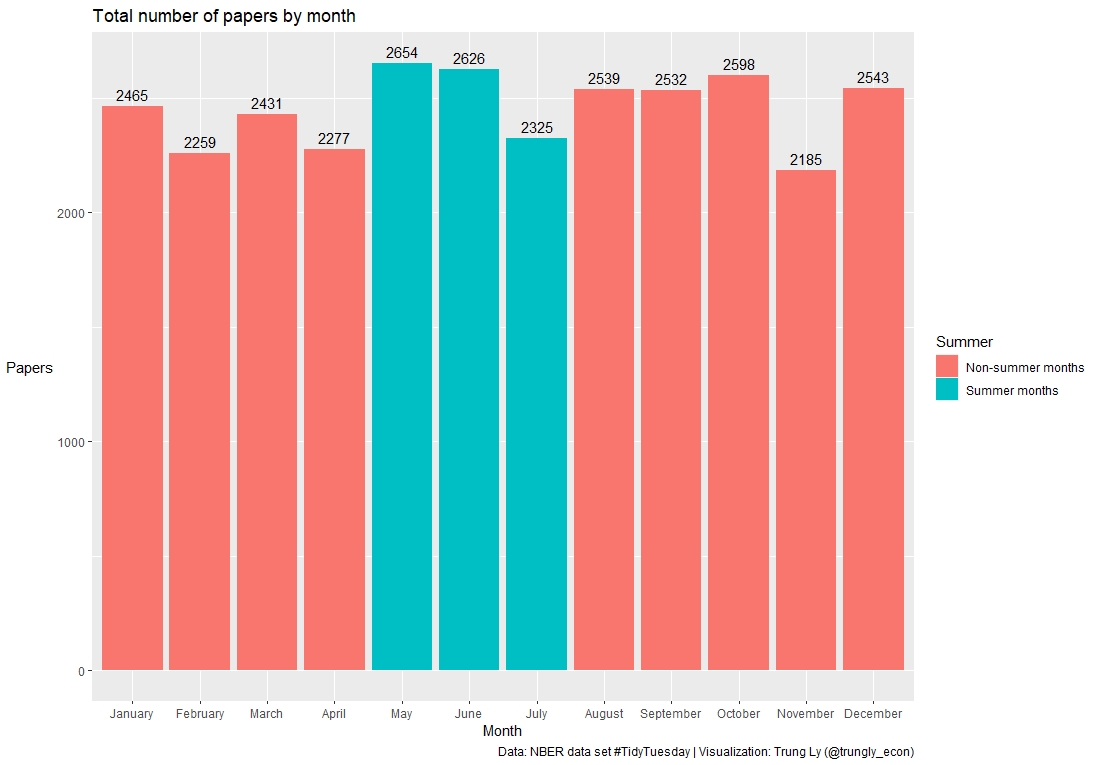 Total number of papers by month
2465
2259
2431
2277
2654
2626
2325
2539
2532
2598
2185
2543
2000
1000
0
Papers
January February March April May June July August September October November December
Month
Summer
Non-summer months
Summer months
Data: NBER data set #TidyTuesday | Visualization: Trung Ly (@trungly_econ)